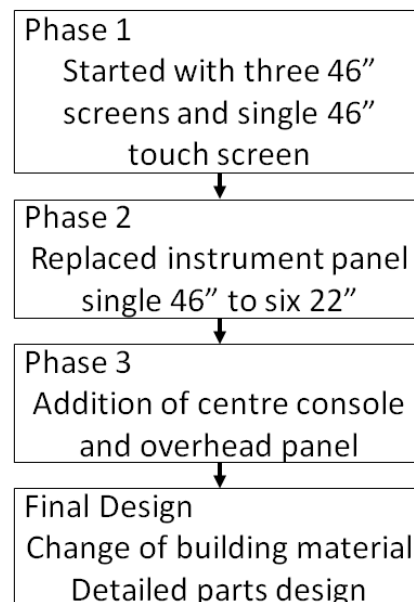 Phase 1
Started with three 46”
screens and single 46”
touch screen
Phase 2
Replaced instrument panel
single 46” to six 22”
Phase 3
Addition of centre console
and overhead panel
Final Design
Change of building material
Detailed parts design